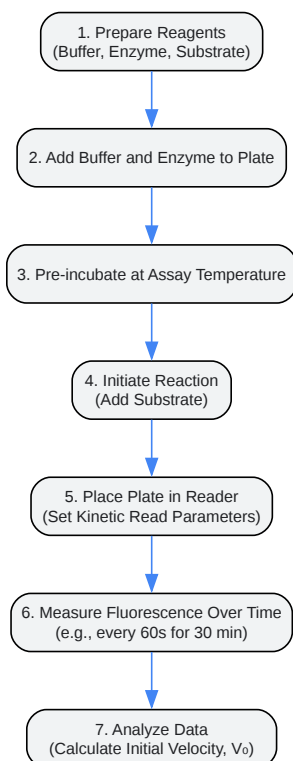 1. Prepare Reagents
(Buffer, Enzyme, Substrate)
2. Add Buffer and Enzyme to Plate
3. Pre-incubate at Assay Temperature
4. Initiate Reaction
(Add Substrate)
5. Place Plate in Reader
(Set Kinetic Read Parameters)
6. Measure Fluorescence Over Time
(e.g., every 60s for 30 min)
7. Analyze Data
(Calculate Initial Velocity, V₀)